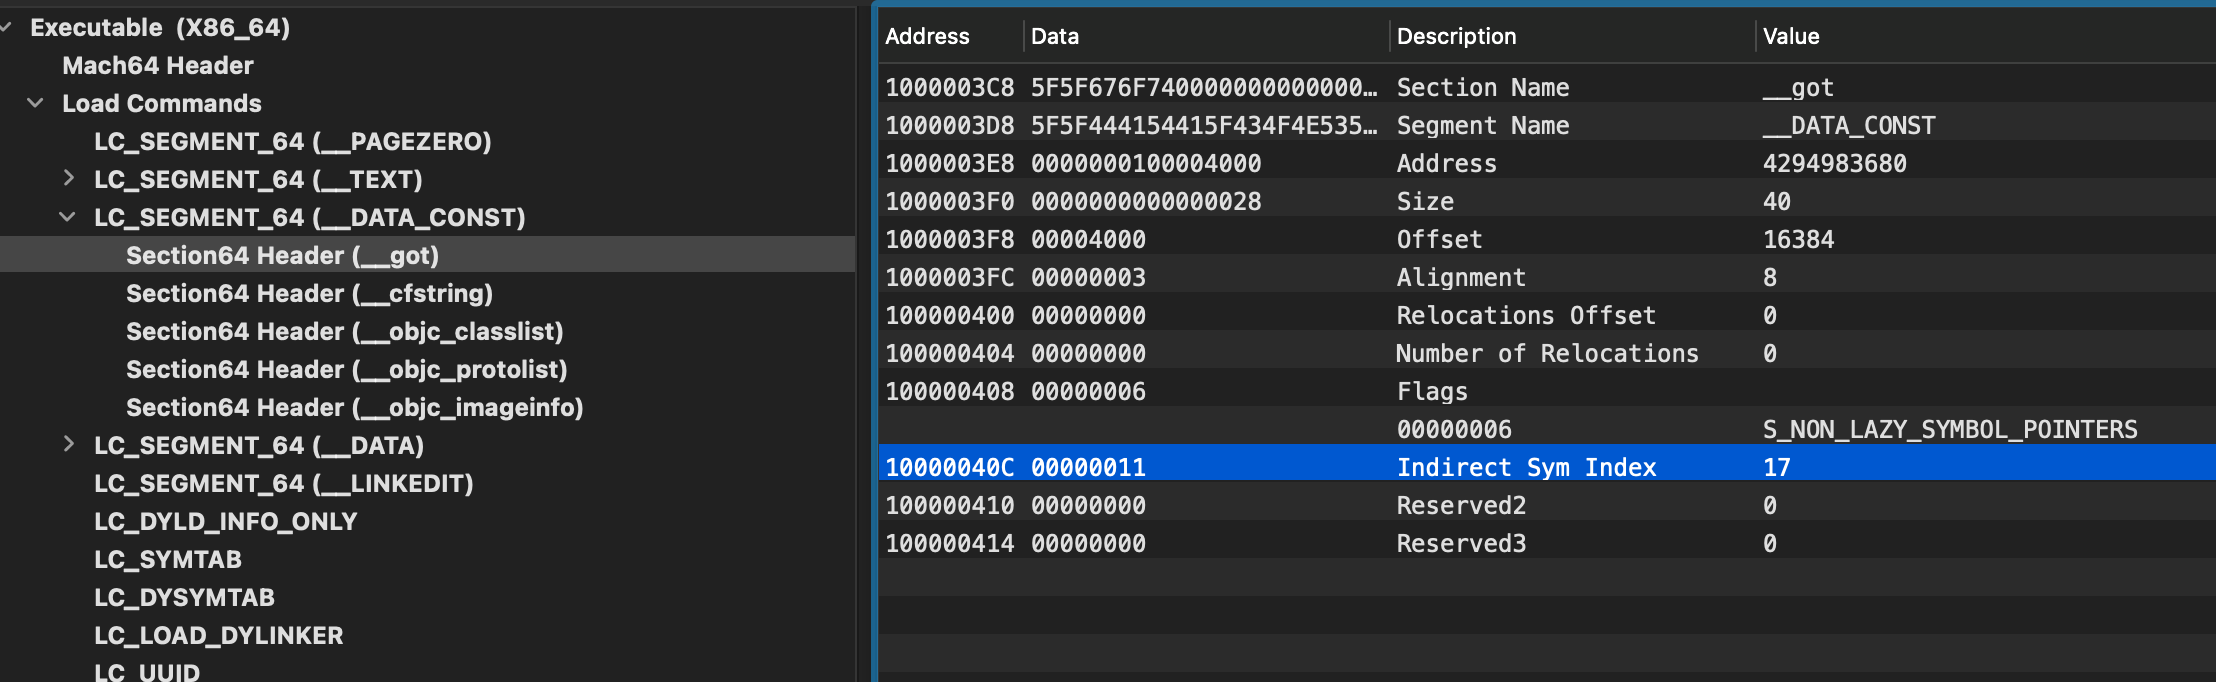 Executable (X86_64)
Mach64 Header
Load Commands
LC_SEGMENT_64 (__PAGEZERO)
LC_SEGMENT_64 (__TEXT)
LC_SEGMENT_64 (__DATA_CONST)
Section64 Header (__got)
Section64 Header (__cfstring)
Section64 Header (__objc_classlist)
Section64 Header (__objc_protolist)
Section64 Header (__objc_imageinfo)
LC_SEGMENT_64 (__DATA)
LC_SEGMENT_64 (__LINKEDIT)
LC_DYLD_INFO_ONLY
LC_SYMTAB
LC_DYSYMTAB
LC_LOAD_DYLINKER
LC_UUID
Address Data Description Value
1000003C8 5F5F676F740000000000000… Section Name __got
1000003D8 5F5F444154415F434F4E535… Segment Name __DATA_CONST
1000003E8 0000000100004000 Address 4294983680
1000003F0 0000000000000028 Size 40
1000003F8 00004000 Offset 16384
1000003FC 00000003 Alignment 8
100000400 00000000 Relocations Offset 0
100000404 00000000 Number of Relocations 0
100000408 00000006 Flags
00000006 S_NON_LAZY_SYMBOL_POINTERS
10000040C 00000011 Indirect Sym Index 17
100000410 00000000 Reserved2 0
100000414 00000000 Reserved3 0